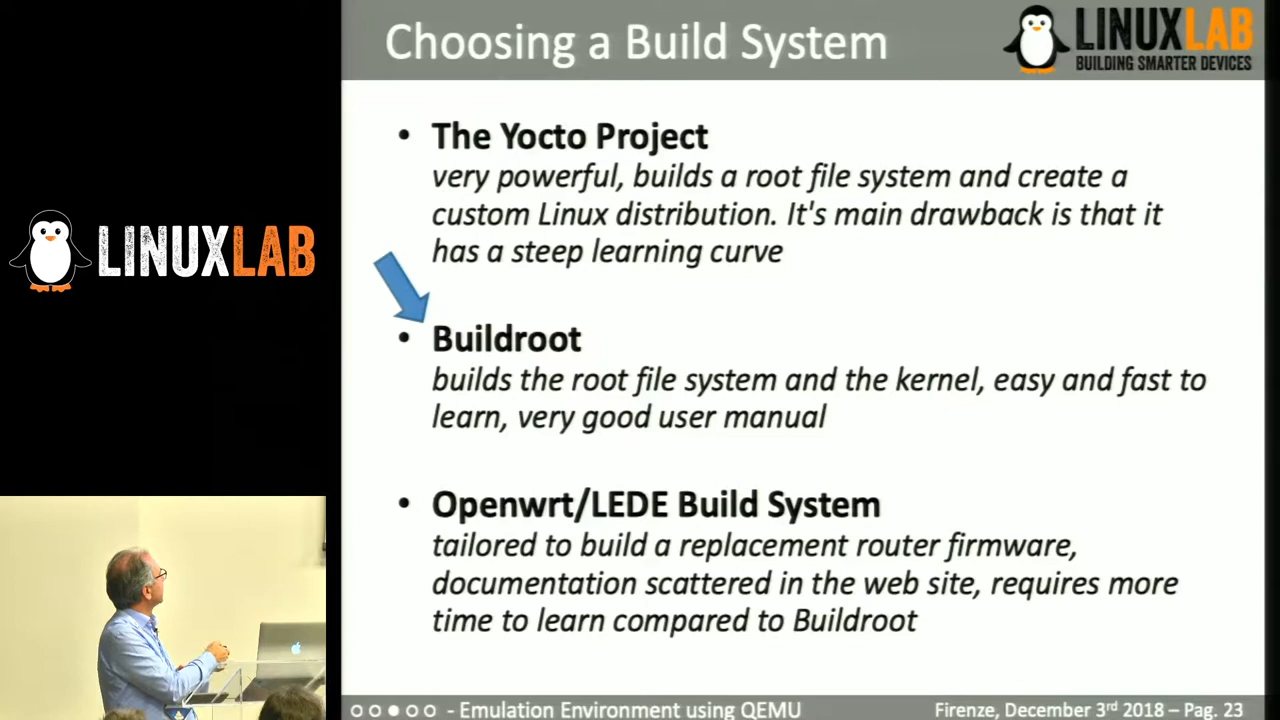 Choosing a Build System
LINUXLAB
BUILDING SMARTER DEVICES
LINUXLAB
• The Yocto Project
very powerful, builds a root file system and create a
custom Linux distribution. It's main drawback is that it
has a steep learning curve
• Buildroot
builds the root file system and the kernel, easy and fast to
learn, very good user manual
• Openwrt/LEDE Build System
tailored to build a replacement router firmware,
documentation scattered in the web site, requires more
time to learn compared to Buildroot
- Emulation Environment using QEMU
Firenze, December 3rd 2018 – Pag. 23